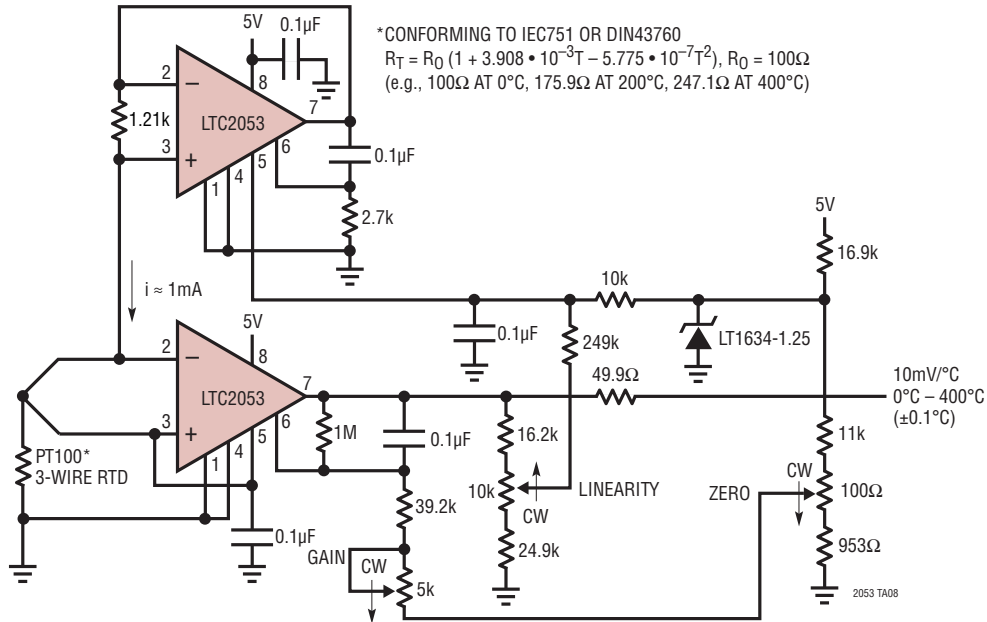 5V
0.1µF
*CONFORMING TO IEC751 OR DIN43760
R_T = R_O (1 + 3.908 • 10^–3T – 5.775 • 10^–7T^2), R_O = 100Ω
(e.g., 100Ω AT 0°C, 175.9Ω AT 200°C, 247.1Ω AT 400°C)
2
–
8
1.21k
LTC2053
7
3
+
6
5
4
1
0.1µF
2.7k
5V
16.9k
i ≈ 1mA
10k
0.1µF
249k
LT1634-1.25
5V
2
–
8
LTC2053
7
49.9Ω
10mV/°C
0°C – 400°C
(±0.1°C)
3
+
6
5
4
1
1M
0.1µF
16.2k
11k
PT100*
3-WIRE RTD
10k
LINEARITY
CW
ZERO
CW
100Ω
39.2k
24.9k
953Ω
0.1µF
GAIN
CW
5k
2053 TA08